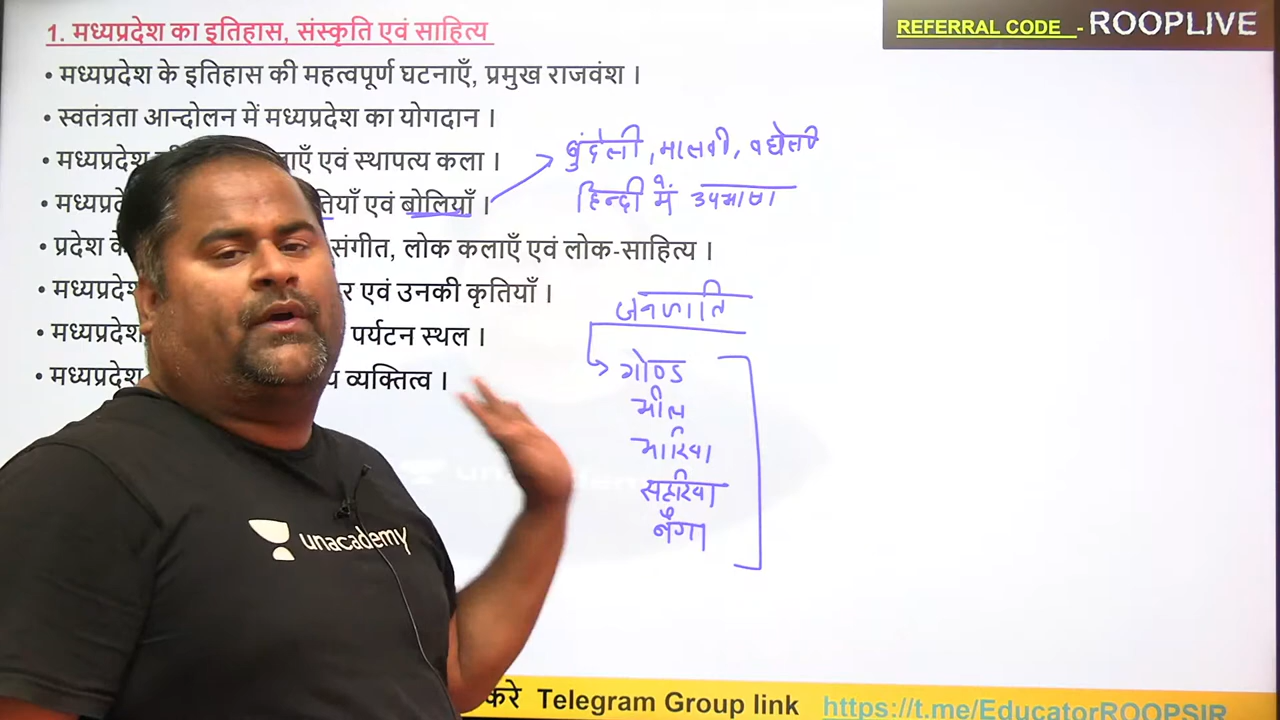 1. मध्यप्रदेश का इतिहास, संस्कृति एवं साहित्य
REFERRAL CODE - ROOPLIVE
• मध्यप्रदेश के इतिहास की महत्वपूर्ण घटनाएँ, प्रमुख राजवंश ।
• स्वतंत्रता आन्दोलन में मध्यप्रदेश का योगदान ।
• मध्यप्रदेश एवं स्थापत्य कला ।
• एवं बोलियाँ ।
• प्रदेश संगीत, लोक कलाएँ एवं लोक-साहित्य ।
• मध्यप्रदेश एवं उनकी कृतियाँ ।
• मध्यप्रदेश पर्यटन स्थल ।
• मध्यप्रदेश व्यक्तित्व ।
बुंदेली, मालवी, बघेली
हिन्दी में उपभाषा
जनजाति
गोण्ड
भील
भारिया
सहरिया
बैगा
unacademy
करे Telegram Group link https://t.me/EducatorROOPSIR